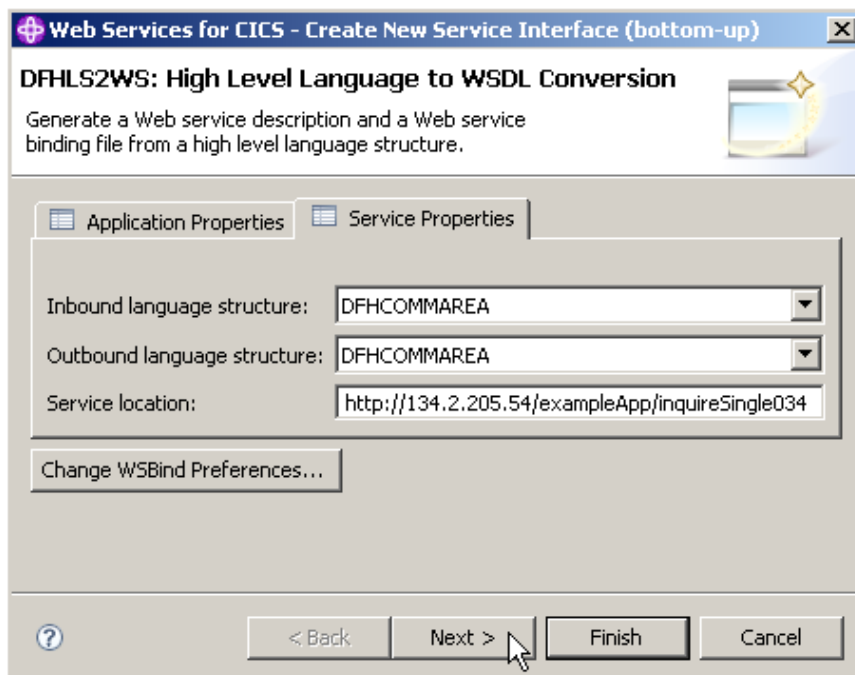 Web Services for CICS - Create New Service Interface (bottom-up)
DFHLS2WS: High Level Language to WSDL Conversion
Generate a Web service description and a Web service
binding file from a high level language structure.
Application Properties
Service Properties
Inbound language structure: DFHCOMMAREA
Outbound language structure: DFHCOMMAREA
Service location: http://134.2.205.54/exampleApp/inquireSingle034
Change WSBind Preferences...
? < Back Next > Finish Cancel